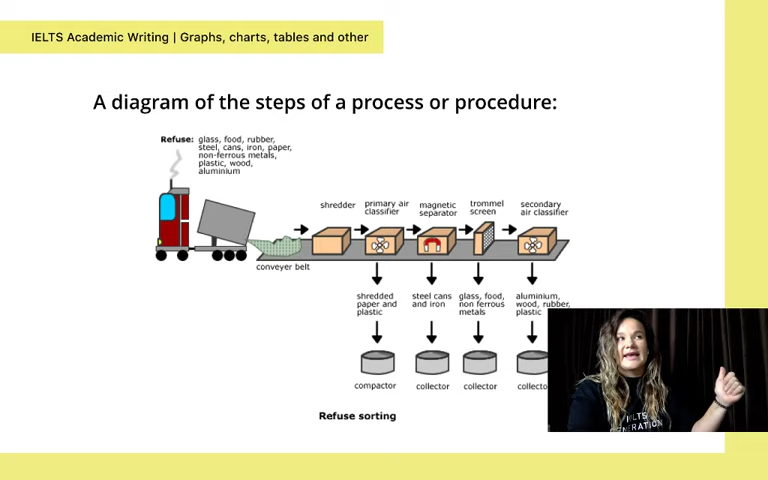 IELTS Academic Writing | Graphs, charts, tables and other
A diagram of the steps of a process or procedure:
Refuse: glass, food, rubber,
steel, cans, iron, paper,
non-ferrous metals,
plastic, wood,
aluminium
shredder
primary air
classifier
magnetic
separator
trommel
screen
secondary
air classifier
conveyer belt
shredded
paper and
plastic
steel cans
and iron
glass, food,
non ferrous
metals
aluminium,
wood, rubber,
plastic
compactor
collector
collector
Refuse sorting
IELTS
GENERATION